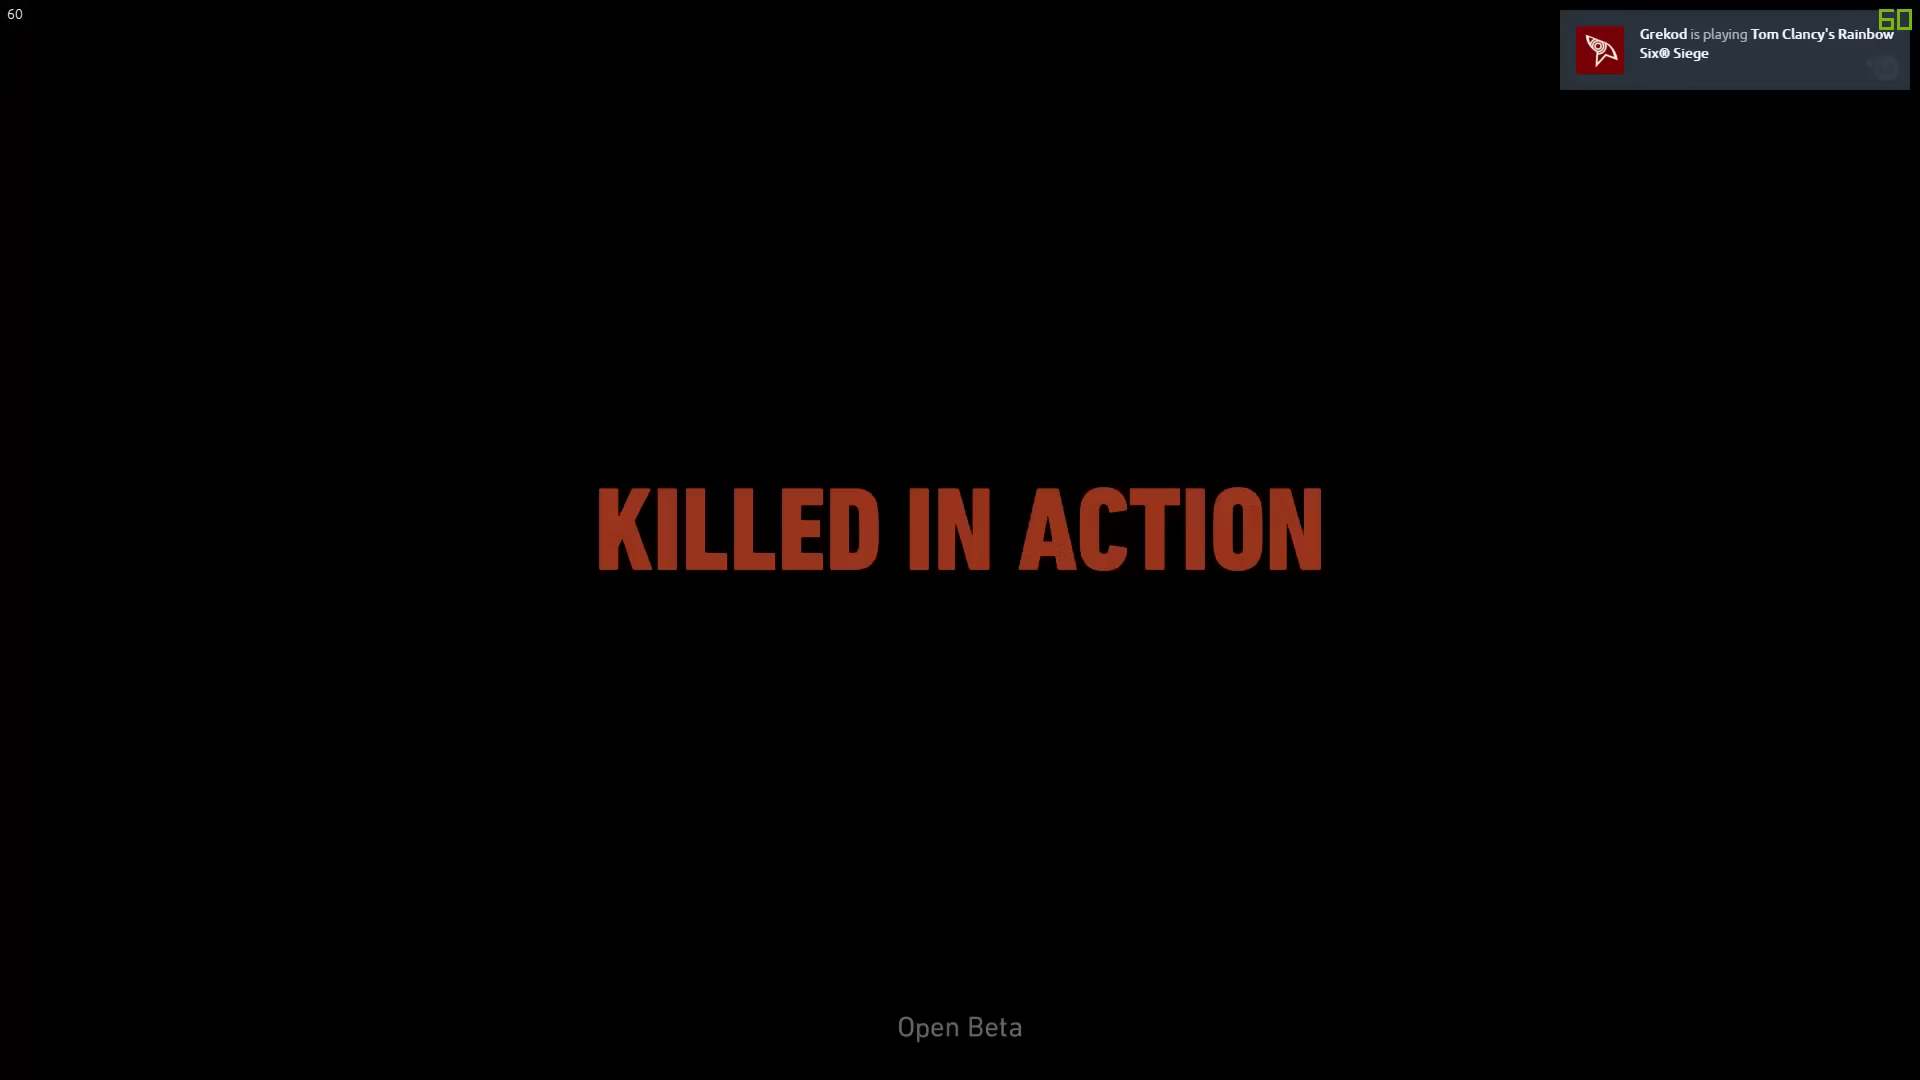 60
60
Grekod is playing Tom Clancy's Rainbow
Six® Siege
KILLED IN ACTION
Open Beta